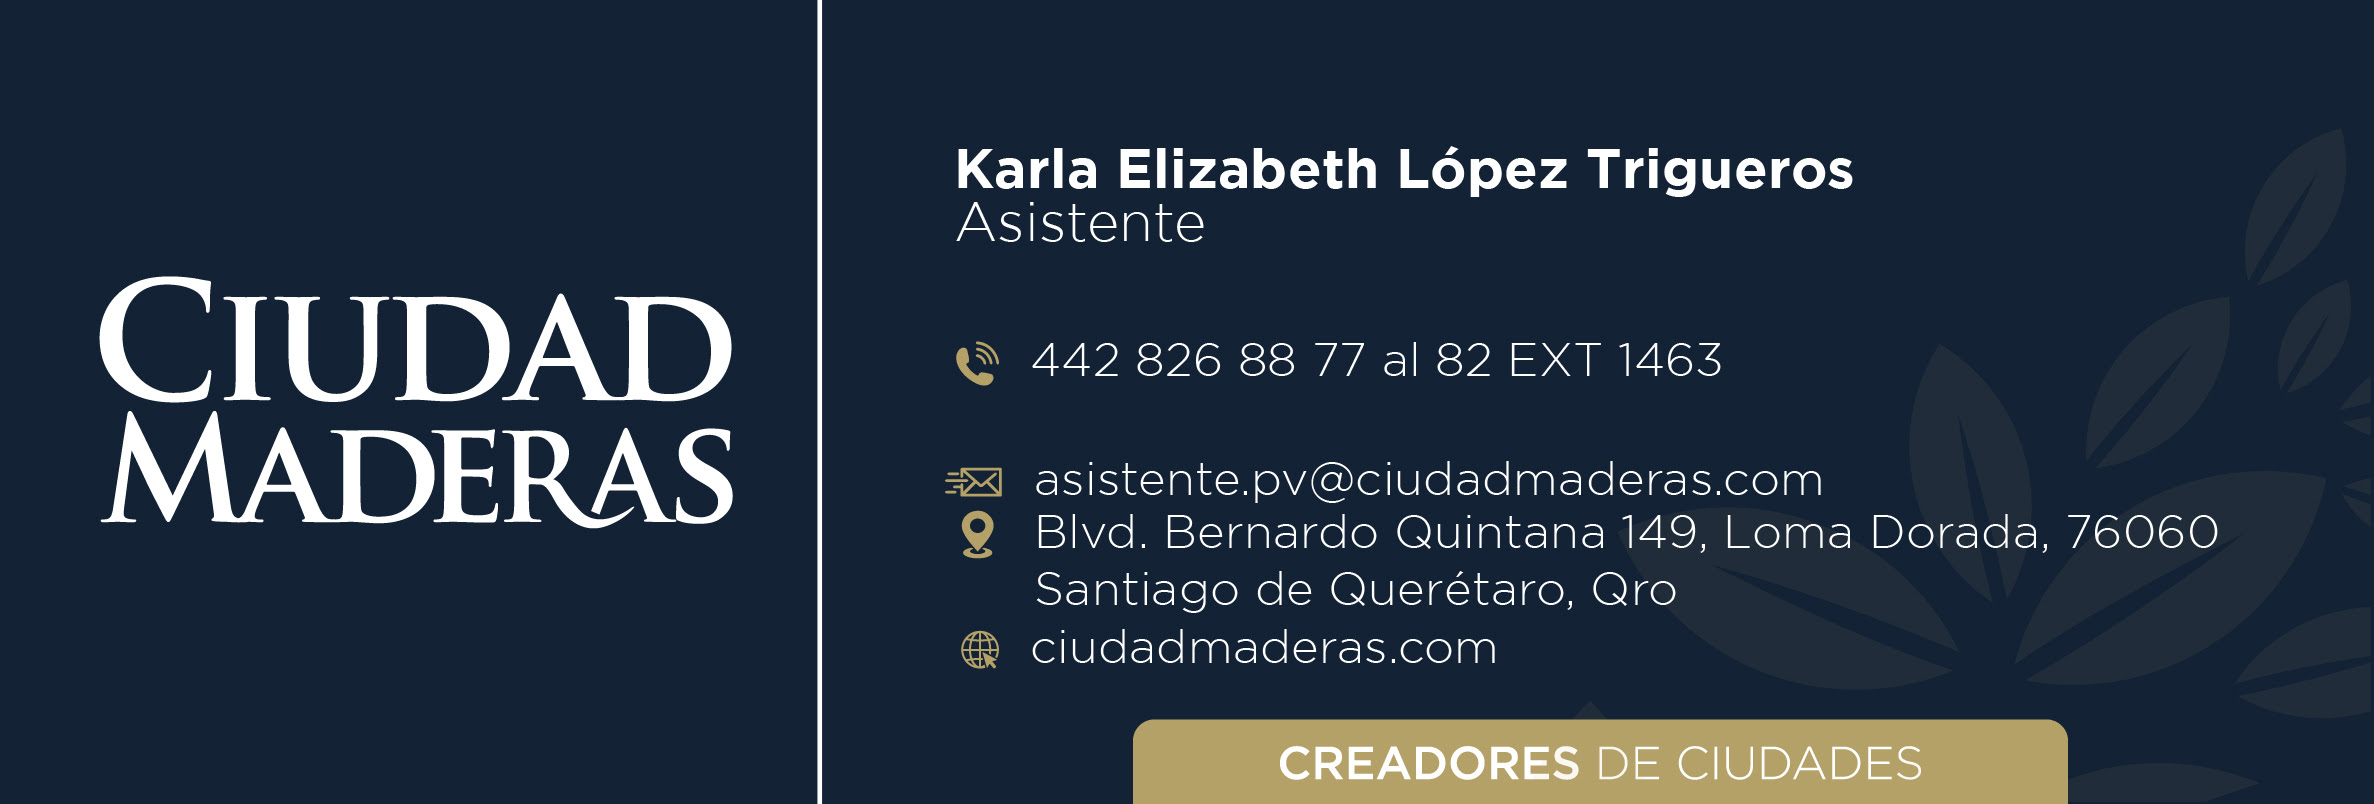 CIUDAD
MADERAS
Karla Elizabeth López Trigueros
Asistente
442 826 88 77 al 82 EXT 1463
asistente.pv@ciudadmaderas.com
Blvd. Bernardo Quintana 149, Loma Dorada, 76060
Santiago de Querétaro, Qro
ciudadmaderas.com
CREADORES DE CIUDADES